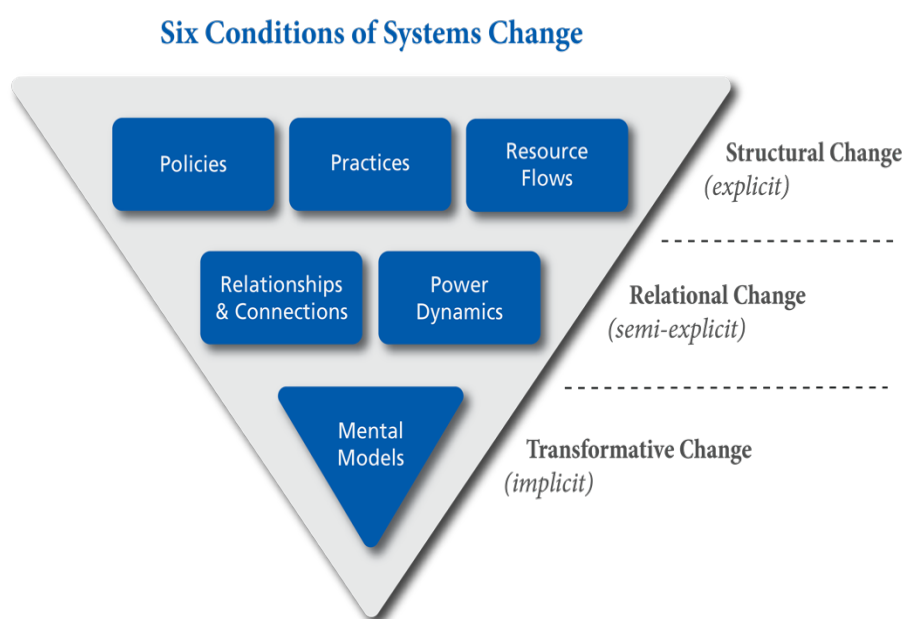 Six Conditions of Systems Change
Policies
Practices
Resource
Flows
Structural Change
(explicit)
Relationships
& Connections
Power
Dynamics
Relational Change
(semi-explicit)
Mental
Models
Transformative Change
(implicit)